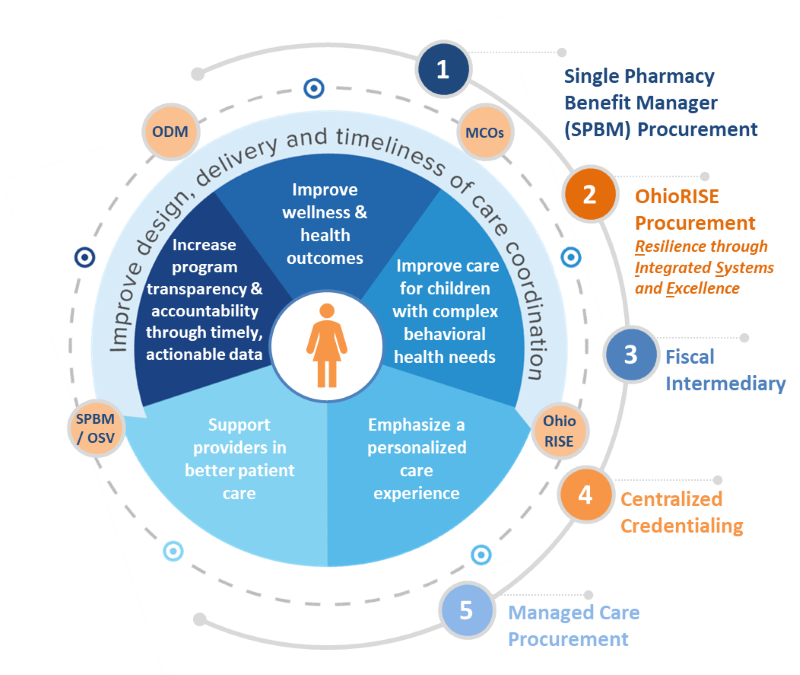 1
Single Pharmacy
Benefit Manager
(SPBM) Procurement
2
OhioRISE
Procurement
Resilience through
Integrated Systems
and Excellence
3
Fiscal
Intermediary
4
Centralized
Credentialing
5
Managed Care
Procurement
ODM
MCOs
SPBM
/ OSV
Ohio
RISE
Improve design, delivery and timeliness of care coordination
Improve
wellness &
health
outcomes
Increase
program
transparency &
accountability
through timely,
actionable data
Improve care
for children
with complex
behavioral
health needs
Support
providers in
better patient
care
Emphasize a
personalized
care
experience